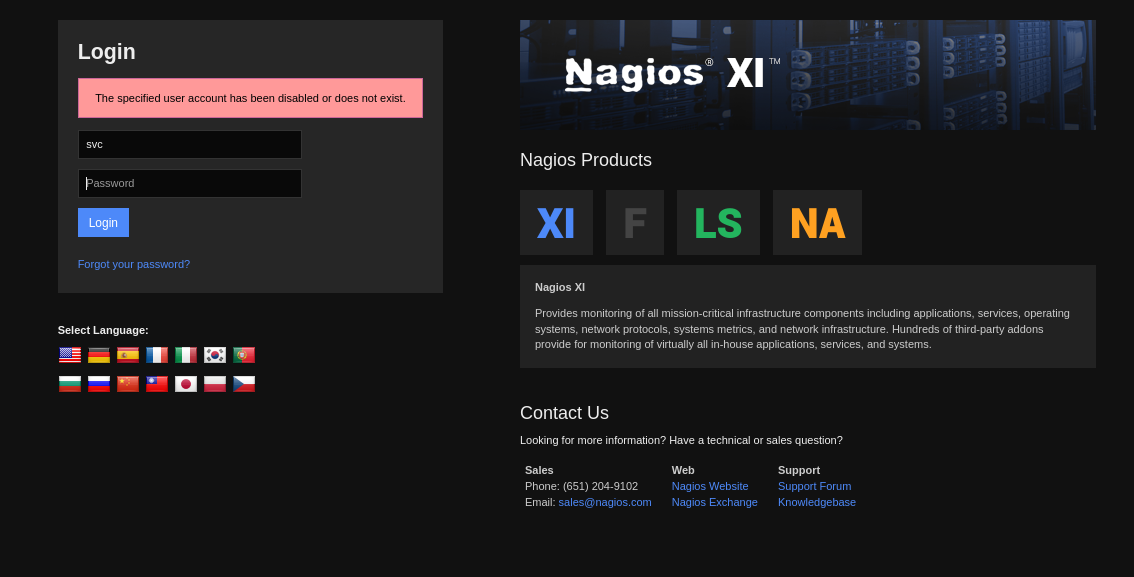 Login
The specified user account has been disabled or does not exist.
svc
Password
Login
Forgot your password?
Select Language:
Nagios® XI™
Nagios Products
XI F LS NA
Nagios XI
Provides monitoring of all mission-critical infrastructure components including applications, services, operating
systems, network protocols, systems metrics, and network infrastructure. Hundreds of third-party addons
provide for monitoring of virtually all in-house applications, services, and systems.
Contact Us
Looking for more information? Have a technical or sales question?
Sales Web Support
Phone: (651) 204-9102 Nagios Website Support Forum
Email: sales@nagios.com Nagios Exchange Knowledgebase